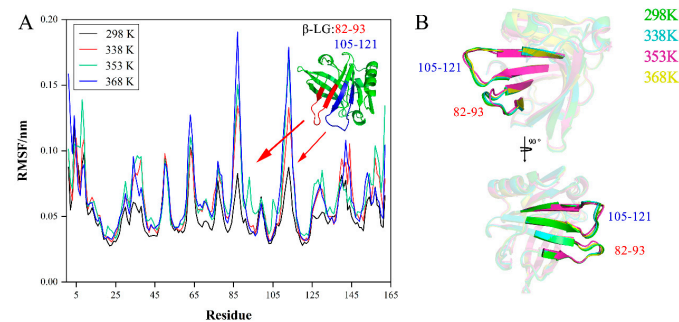 A
β-LG:82-93
105-121
298 K
338 K
353 K
368 K
RMSF/nm
0.20
0.15
0.10
0.05
0.00
5 25 45 65 85 105 125 145 165
Residue
B
298K
338K
353K
368K
105-121
82-93
90°
105-121
82-93